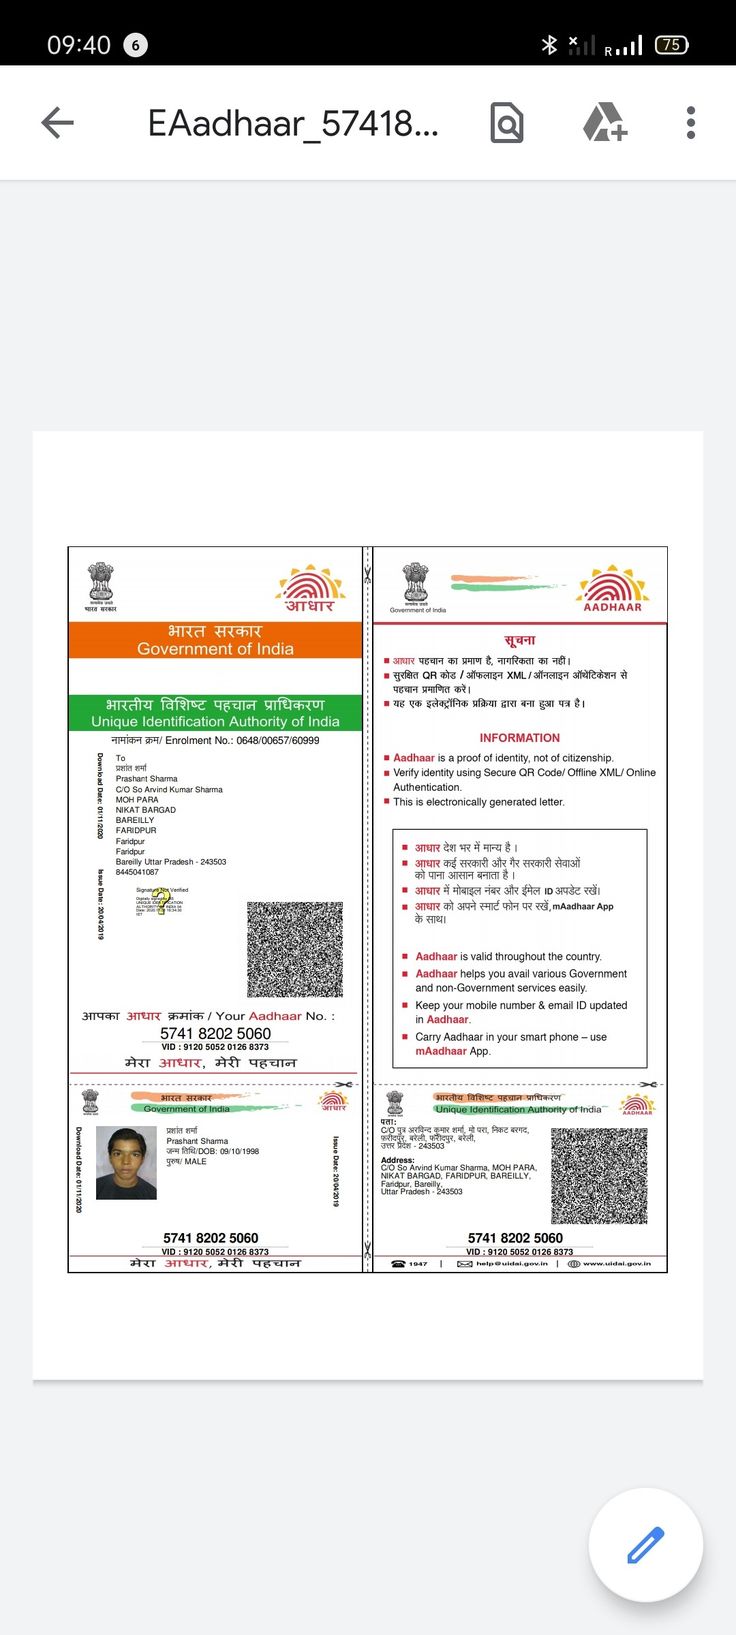 09:40 6
R 75
EAadhaar_57418...
सत्यमेव जयते
भारत सरकार
आधार
भारत सरकार
Government of India
भारतीय विशिष्ट पहचान प्राधिकरण
Unique Identification Authority of India
नामांकन क्रम/ Enrolment No.: 0648/00657/60999
Download Date: 01/11/2020
Issue Date: 20/04/2019
To
प्रशांत शर्मा
Prashant Sharma
C/O So Arvind Kumar Sharma
MOH PARA
NIKAT BARGAD
BAREILLY
FARIDPUR
Faridpur
Faridpur
Bareilly Uttar Pradesh - 243503
8445041087
Signature Not Verified
आपका आधार क्रमांक / Your Aadhaar No. :
5741 8202 5060
VID : 9120 5052 0126 8373
मेरा आधार, मेरी पहचान
Government of India
AADHAAR
सूचना
आधार पहचान का प्रमाण है, नागरिकता का नहीं।
सुरक्षित QR कोड / ऑफलाइन XML / ऑनलाइन ऑथेंटिकेशन से
पहचान प्रमाणित करें।
यह एक इलेक्ट्रॉनिक प्रक्रिया द्वारा बना हुआ पत्र है।
INFORMATION
Aadhaar is a proof of identity, not of citizenship.
Verify identity using Secure QR Code/ Offline XML/ Online
Authentication.
This is electronically generated letter.
आधार देश भर में मान्य है ।
आधार कई सरकारी और गैर सरकारी सेवाओं
को पाना आसान बनाता है ।
आधार में मोबाइल नंबर और ईमेल ID अपडेट रखें।
आधार को अपने स्मार्ट फोन पर रखें, mAadhaar App
के साथ।
Aadhaar is valid throughout the country.
Aadhaar helps you avail various Government
and non-Government services easily.
Keep your mobile number & email ID updated
in Aadhaar.
Carry Aadhaar in your smart phone – use
mAadhaar App.
भारत सरकार
Government of India
आधार
Download Date: 01/11/2020
प्रशांत शर्मा
Prashant Sharma
जन्म तिथि/DOB: 09/10/1998
पुरुष/ MALE
Issue Date: 20/04/2019
5741 8202 5060
VID : 9120 5052 0126 8373
मेरा आधार, मेरी पहचान
भारतीय विशिष्ट पहचान प्राधिकरण
Unique Identification Authority of India
AADHAAR
पता:
C/O पुत्र अरविन्द कुमार शर्मा, मो परा, निकट बरगद,
फरीदपुर, बरेली, फरीदपुर, बरेली,
उत्तर प्रदेश - 243503
Address:
C/O So Arvind Kumar Sharma, MOH PARA,
NIKAT BARGAD, FARIDPUR, BAREILLY,
Faridpur, Bareilly,
Uttar Pradesh - 243503
5741 8202 5060
VID : 9120 5052 0126 8373
1947 | help@uidai.gov.in | www.uidai.gov.in